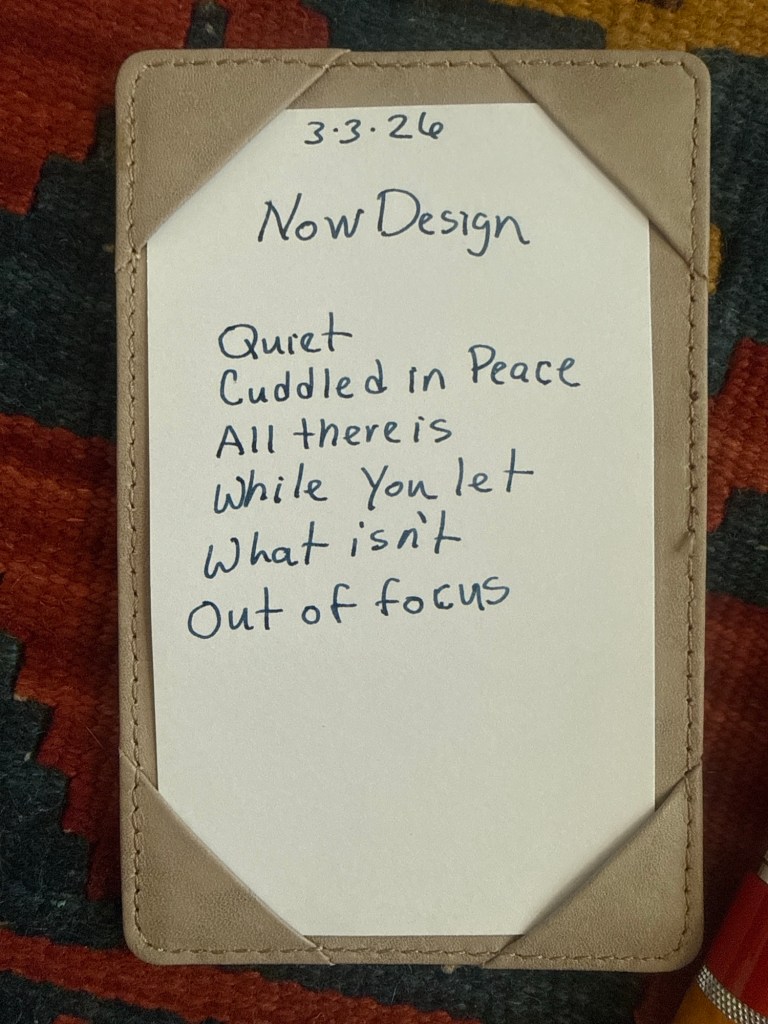 3.3.26
Now Design
Quiet
Cuddled in Peace
All there is
While You let
What isn't
Out of focus